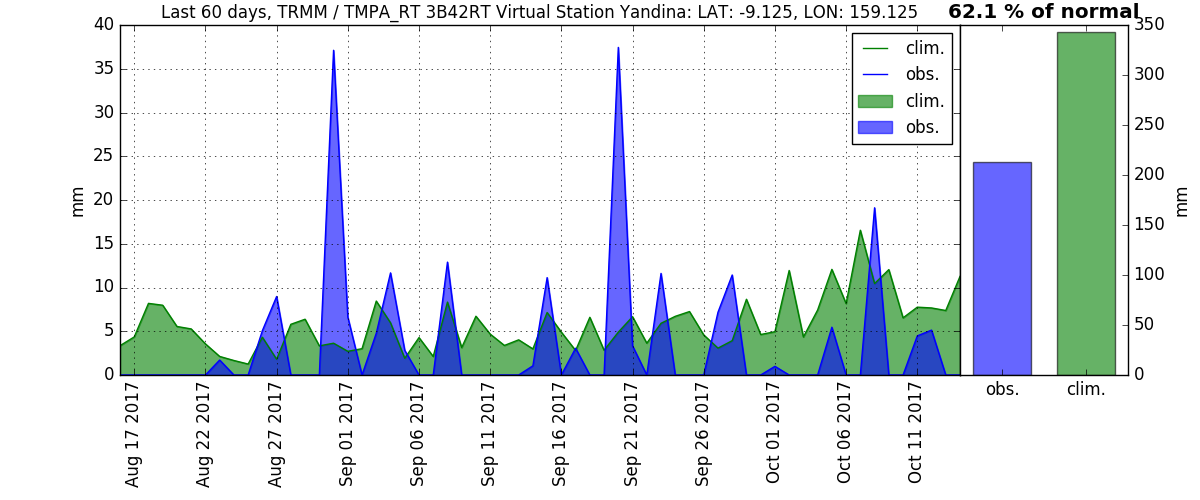 Last 60 days, TRMM / TMPA_RT 3B42RT Virtual Station Yandina: LAT: -9.125, LON: 159.125
62.1 % of normal
40
35
30
25
20
15
10
5
0
mm
clim.
obs.
clim.
obs.
Aug 17 2017
Aug 22 2017
Aug 27 2017
Sep 01 2017
Sep 06 2017
Sep 11 2017
Sep 16 2017
Sep 21 2017
Sep 26 2017
Oct 01 2017
Oct 06 2017
Oct 11 2017
350
300
250
200
150
100
50
0
mm
obs.
clim.